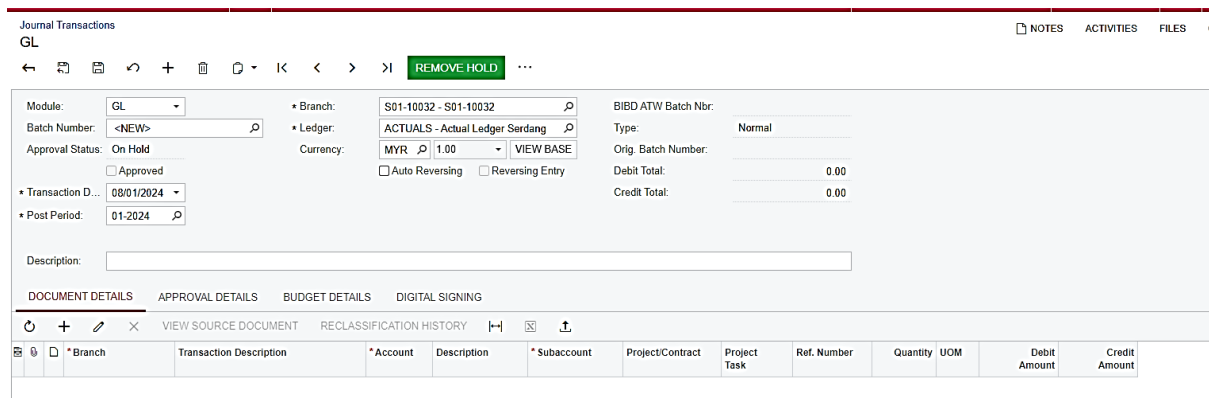 Journal Transactions
GL
NOTES ACTIVITIES FILES
REMOVE HOLD ...
Module: GL * Branch: S01-10032 - S01-10032 BIBD ATW Batch Nbr:
Batch Number: <NEW> * Ledger: ACTUALS - Actual Ledger Serdang Type: Normal
Approval Status: On Hold Currency: MYR 1.00 VIEW BASE Orig. Batch Number:
Approved Auto Reversing Reversing Entry Debit Total: 0.00
* Transaction D... 08/01/2024 Credit Total: 0.00
* Post Period: 01-2024
Description:
DOCUMENT DETAILS APPROVAL DETAILS BUDGET DETAILS DIGITAL SIGNING
VIEW SOURCE DOCUMENT RECLASSIFICATION HISTORY
* Branch Transaction Description * Account Description * Subaccount Project/Contract Project Ref. Number Quantity UOM Debit Credit
Task Amount Amount